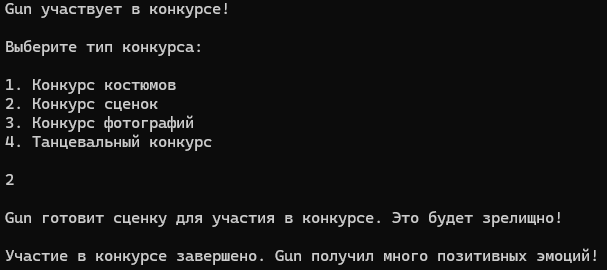 Gun участвует в конкурсе!
Выберите тип конкурса:
1. Конкурс костюмов
2. Конкурс сценок
3. Конкурс фотографий
4. Танцевальный конкурс
2
Gun готовит сценку для участия в конкурсе. Это будет зрелищно!
Участие в конкурсе завершено. Gun получил много позитивных эмоций!